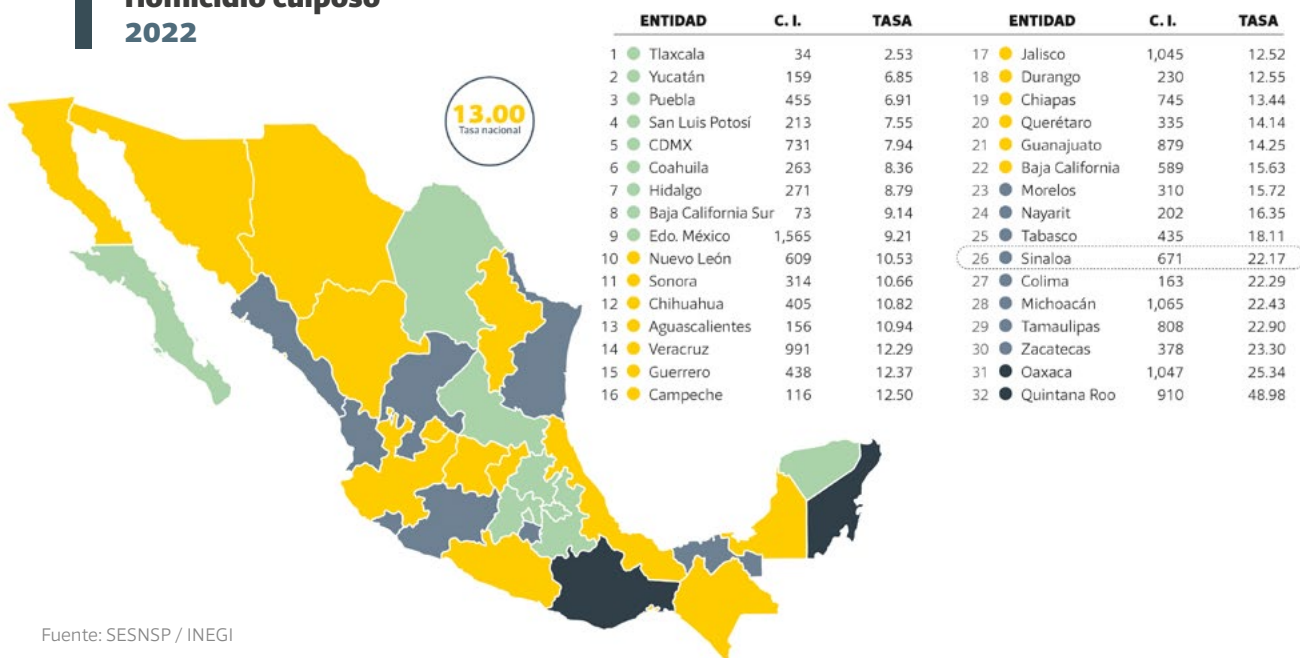 Homicidio culposo
2022
13.00
Tasa nacional
ENTIDAD C. I. TASA
1 Tlaxcala 34 2.53
2 Yucatán 159 6.85
3 Puebla 455 6.91
4 San Luis Potosí 213 7.55
5 CDMX 731 7.94
6 Coahuila 263 8.36
7 Hidalgo 271 8.79
8 Baja California Sur 73 9.14
9 Edo. México 1,565 9.21
10 Nuevo León 609 10.53
11 Sonora 314 10.66
12 Chihuahua 405 10.82
13 Aguascalientes 156 10.94
14 Veracruz 991 12.29
15 Guerrero 438 12.37
16 Campeche 116 12.50
ENTIDAD C. I. TASA
17 Jalisco 1,045 12.52
18 Durango 230 12.55
19 Chiapas 745 13.44
20 Querétaro 335 14.14
21 Guanajuato 879 14.25
22 Baja California 589 15.63
23 Morelos 310 15.72
24 Nayarit 202 16.35
25 Tabasco 435 18.11
26 Sinaloa 671 22.17
27 Colima 163 22.29
28 Michoacán 1,065 22.43
29 Tamaulipas 808 22.90
30 Zacatecas 378 23.30
31 Oaxaca 1,047 25.34
32 Quintana Roo 910 48.98
Fuente: SESNSP / INEGI